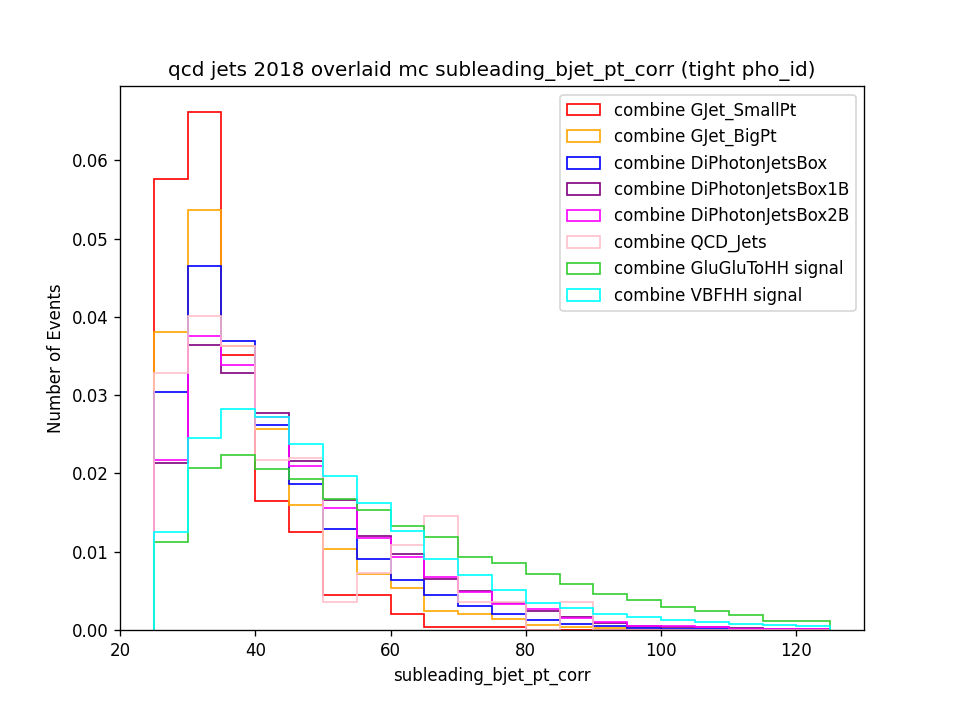 qcd jets 2018 overlaid mc subleading_bjet_pt_corr (tight pho_id)
combine GJet_SmallPt
combine GJet_BigPt
combine DiPhotonJetsBox
combine DiPhotonJetsBox1B
combine DiPhotonJetsBox2B
combine QCD_Jets
combine GluGluToHH signal
combine VBFHH signal
Number of Events
0.06
0.05
0.04
0.03
0.02
0.01
0.00
20 40 60 80 100 120
subleading_bjet_pt_corr